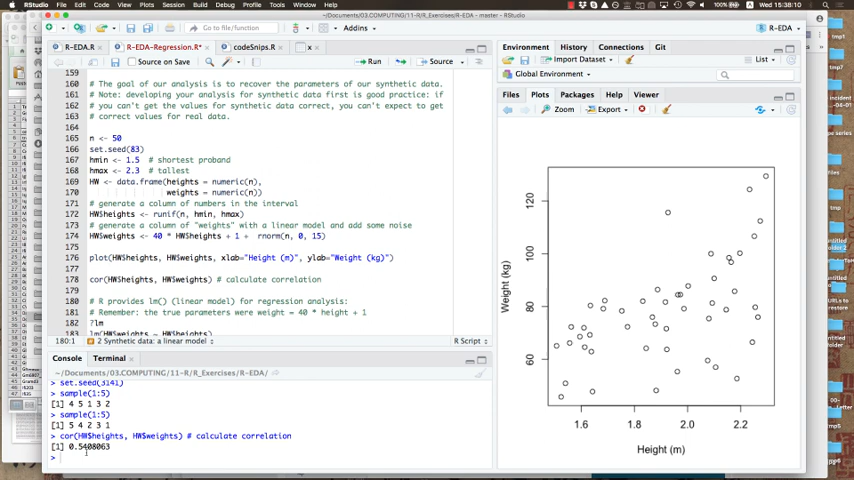 RStudio File Edit Code View Plots Session Build Debug Profile Tools Window Help
100% Sun 15:38:10
~/Documents/03.COMPUTING/11-R/R_Exercises/R-EDA - master - RStudio
Go to file/function Addins R-EDA
R-EDA.R R-EDA-Regression.R* codeSnips.R x
Source on Save Run Source
159
160 # The goal of our analysis is to recover the parameters of our synthetic data.
161 # Note: developing your analysis for synthetic data first is good practice: if
162 # you can't get the values for synthetic data correct, you can't expect to get
163 # correct values for real data.
164
165 n <- 50
166 set.seed(83)
167 hmin <- 1.5 # shortest proband
168 hmax <- 2.3 # tallest
169 HW <- data.frame(heights = numeric(n),
170 weights = numeric(n))
171 # generate a column of numbers in the interval
172 HW$heights <- runif(n, hmin, hmax)
173 # generate a column of "weights" with a linear model and add some noise
174 HW$weights <- 40 * HW$heights + 1 + rnorm(n, 0, 15)
175
176 plot(HW$heights, HW$weights, xlab="Height (m)", ylab="Weight (kg)")
177
178 cor(HW$heights, HW$weights) # calculate correlation
179
180 # R provides lm() (linear model) for regression analysis:
181 # Remember: the true parameters were weight = 40 * height + 1
182 ?lm
183 lm(HW$weights ~ HW$heights)
180:1 2 Synthetic data: a linear model R Script
Console Terminal
~/Documents/03.COMPUTING/11-R/R_Exercises/R-EDA/
> set.seed(3141)
> sample(1:5)
[1] 4 5 1 3 2
> sample(1:5)
[1] 5 4 2 3 1
> cor(HW$heights, HW$weights) # calculate correlation
[1] 0.5408063
>
Environment History Connections Git
Import Dataset List
Global Environment
Files Plots Packages Help Viewer
Zoom Export
Weight (kg)
120
100
80
60
1.6 1.8 2.0 2.2
Height (m)